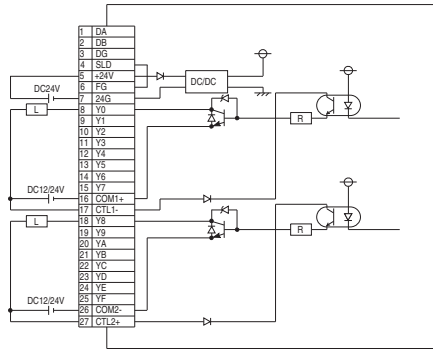 1 DA
2 DB
3 DG
4 SLD
5 +24V
6 FG
7 24G
8 Y0
9 Y1
10 Y2
11 Y3
12 Y4
13 Y5
14 Y6
15 Y7
16 COM1+
17 CTL1-
18 Y8
19 Y9
20 YA
21 YB
22 YC
23 YD
24 YE
25 YF
26 COM2-
27 CTL2+
DC24V
L
DC12/24V
L
DC12/24V
DC/DC
R
R